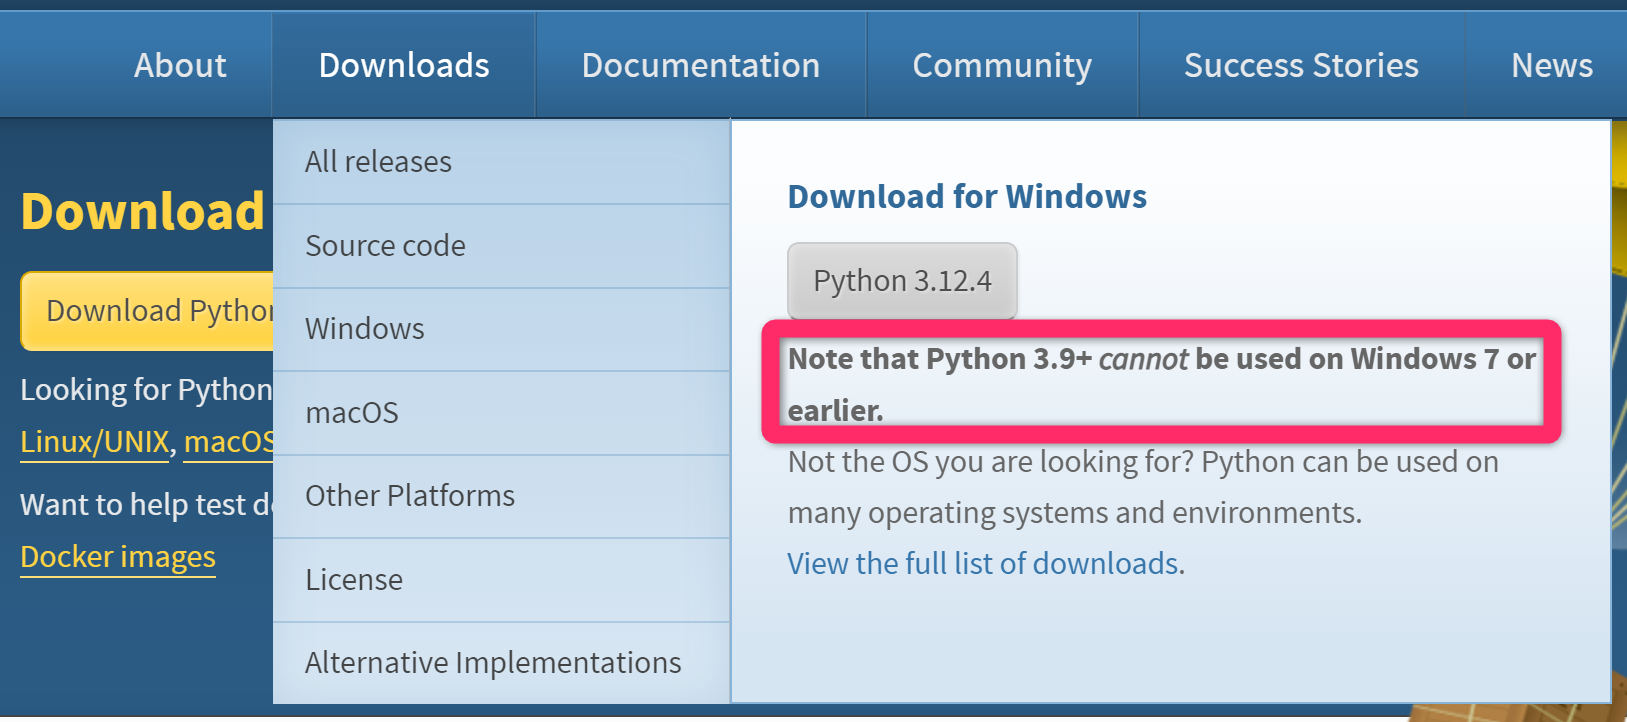 About
Downloads
Documentation
Community
Success Stories
News
Download
Download Python
Looking for Python
Linux/UNIX, macOS
Want to help test
Docker images
All releases
Source code
Windows
macOS
Other Platforms
License
Alternative Implementations
Download for Windows
Python 3.12.4
Note that Python 3.9+ cannot be used on Windows 7 or
earlier.
Not the OS you are looking for? Python can be used on
many operating systems and environments.
View the full list of downloads.